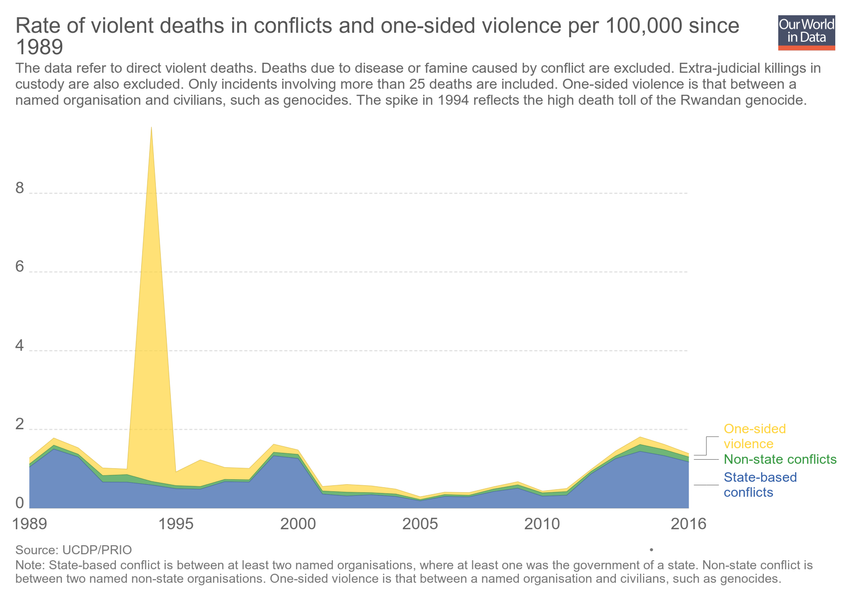 Rate of violent deaths in conflicts and one-sided violence per 100,000 since
1989
Our World
in Data
The data refer to direct violent deaths. Deaths due to disease or famine caused by conflict are excluded. Extra-judicial killings in
custody are also excluded. Only incidents involving more than 25 deaths are included. One-sided violence is that between a
named organisation and civilians, such as genocides. The spike in 1994 reflects the high death toll of the Rwandan genocide.
8
6
4
2
0
One-sided
violence
Non-state conflicts
State-based
conflicts
1989
1995
2000
2005
2010
2016
Source: UCDP/PRIO
•
Note: State-based conflict is between at least two named organisations, where at least one was the government of a state. Non-state conflict is
between two named non-state organisations. One-sided violence is that between a named organisation and civilians, such as genocides.